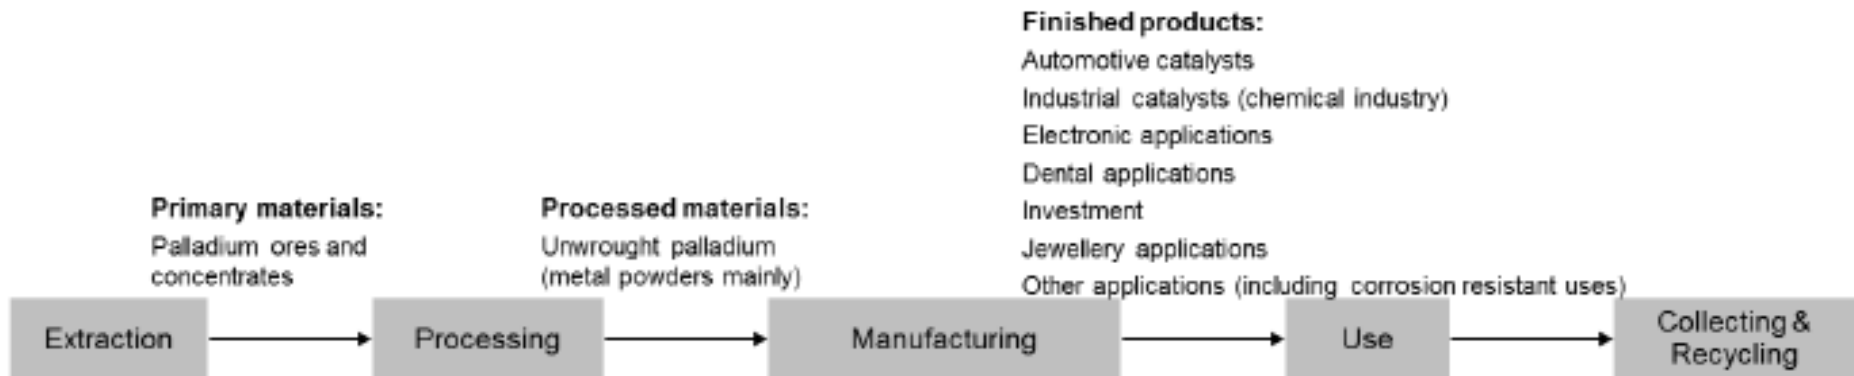 Finished products:
Automotive catalysts
Industrial catalysts (chemical industry)
Electronic applications
Dental applications
Investment
Jewellery applications
Other applications (including corrosion resistant uses)
Primary materials:
Palladium ores and
concentrates
Processed materials:
Unwrought palladium
(metal powders mainly)
Extraction
Processing
Manufacturing
Use
Collecting &
Recycling